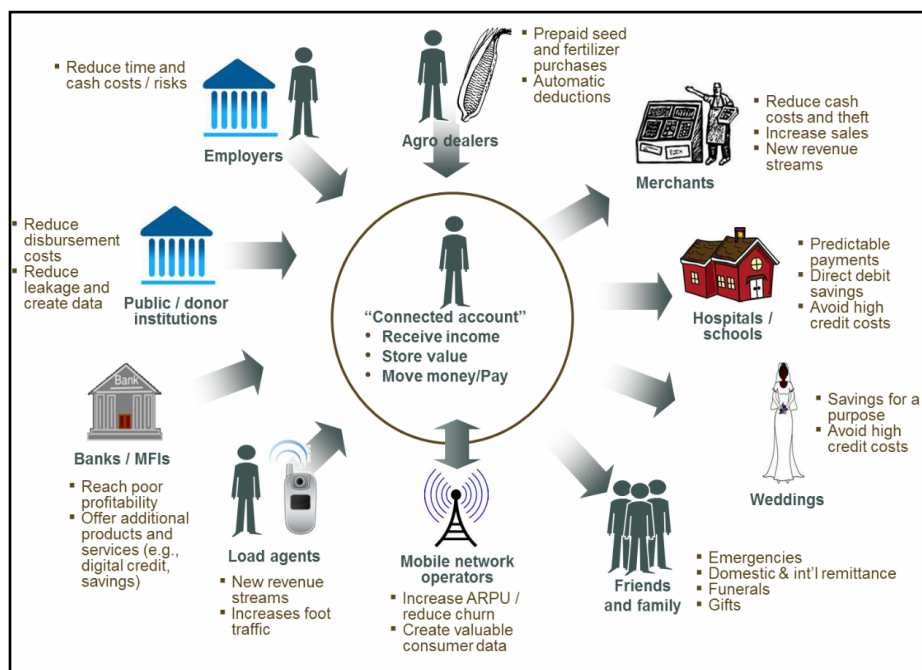 ▪ Reduce time and
cash costs / risks
Employers
▪ Prepaid seed
and fertilizer
purchases
▪ Automatic
deductions
Agro dealers
▪ Reduce cash
costs and theft
▪ Increase sales
▪ New revenue
streams
Merchants
▪ Reduce
disbursement
costs
▪ Reduce
leakage and
create data
Public / donor
institutions
“Connected account”
• Receive income
• Store value
• Move money/Pay
▪ Predictable
payments
▪ Direct debit
savings
▪ Avoid high
credit costs
Hospitals /
schools
Bank
Banks / MFIs
▪ Reach poor
profitability
▪ Offer additional
products and
services (e.g.,
digital credit,
savings)
Load agents
▪ New revenue
streams
▪ Increases foot
traffic
Mobile network
operators
▪ Increase ARPU /
reduce churn
▪ Create valuable
consumer data
▪ Savings for a
purpose
▪ Avoid high
credit costs
Weddings
Friends
and family
▪ Emergencies
▪ Domestic & int’l remittance
▪ Funerals
▪ Gifts